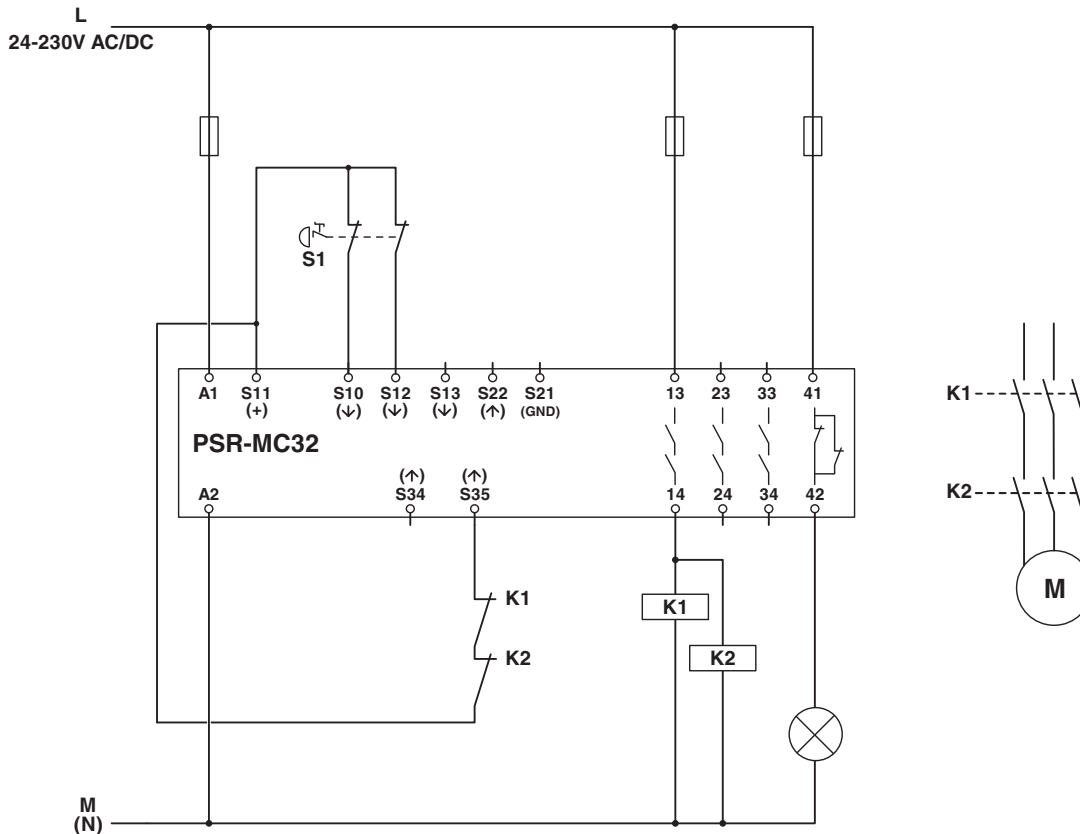 L
24-230V AC/DC
S1
A1 S11 S10 S12 S13 S22 S21 13 23 33 41
(+) (↓) (↓) (↓) (↑) (GND)
PSR-MC32
(↑) (↑)
A2 S34 S35 14 24 34 42
K1
K2
K1
K2
K1
K2
M
M
(N)